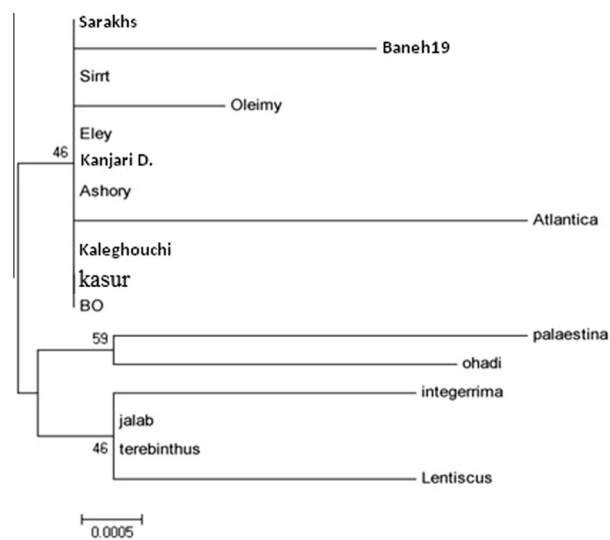 Sarakhs
Baneh19
Sirrt
Oleimy
Eley
46
Kanjari D.
Ashory
Atlantica
Kaleghouchi
kasur
BO
59
palaestina
ohadi
integerrima
jalab
46
terebinthus
Lentiscus
0.0005